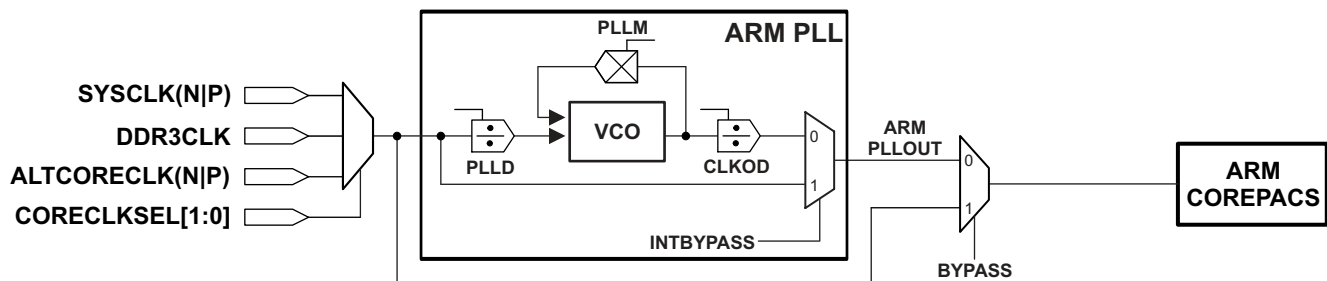 PLLM
ARM PLL
SYSCLK(N|P)
DDR3CLK
ALTCORECLK(N|P)
CORECLKSEL[1:0]
PLLD
VCO
CLKOD
0
1
INTBYPASS
ARM
PLLOUT
0
1
BYPASS
ARM
COREPACS